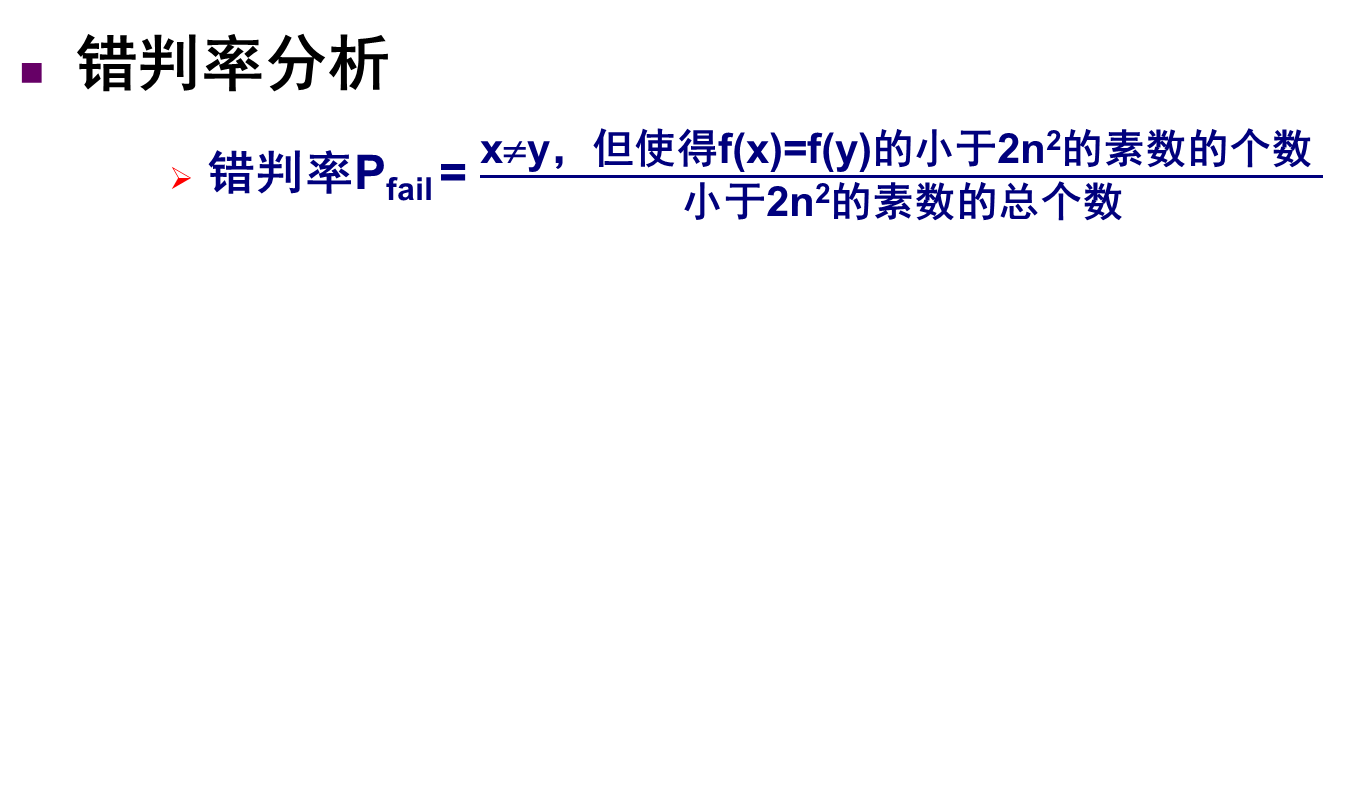 错判率分析
错判率Pfail = x≠y，但使得f(x)=f(y)的小于2n²的素数的个数
小于2n²的素数的总个数